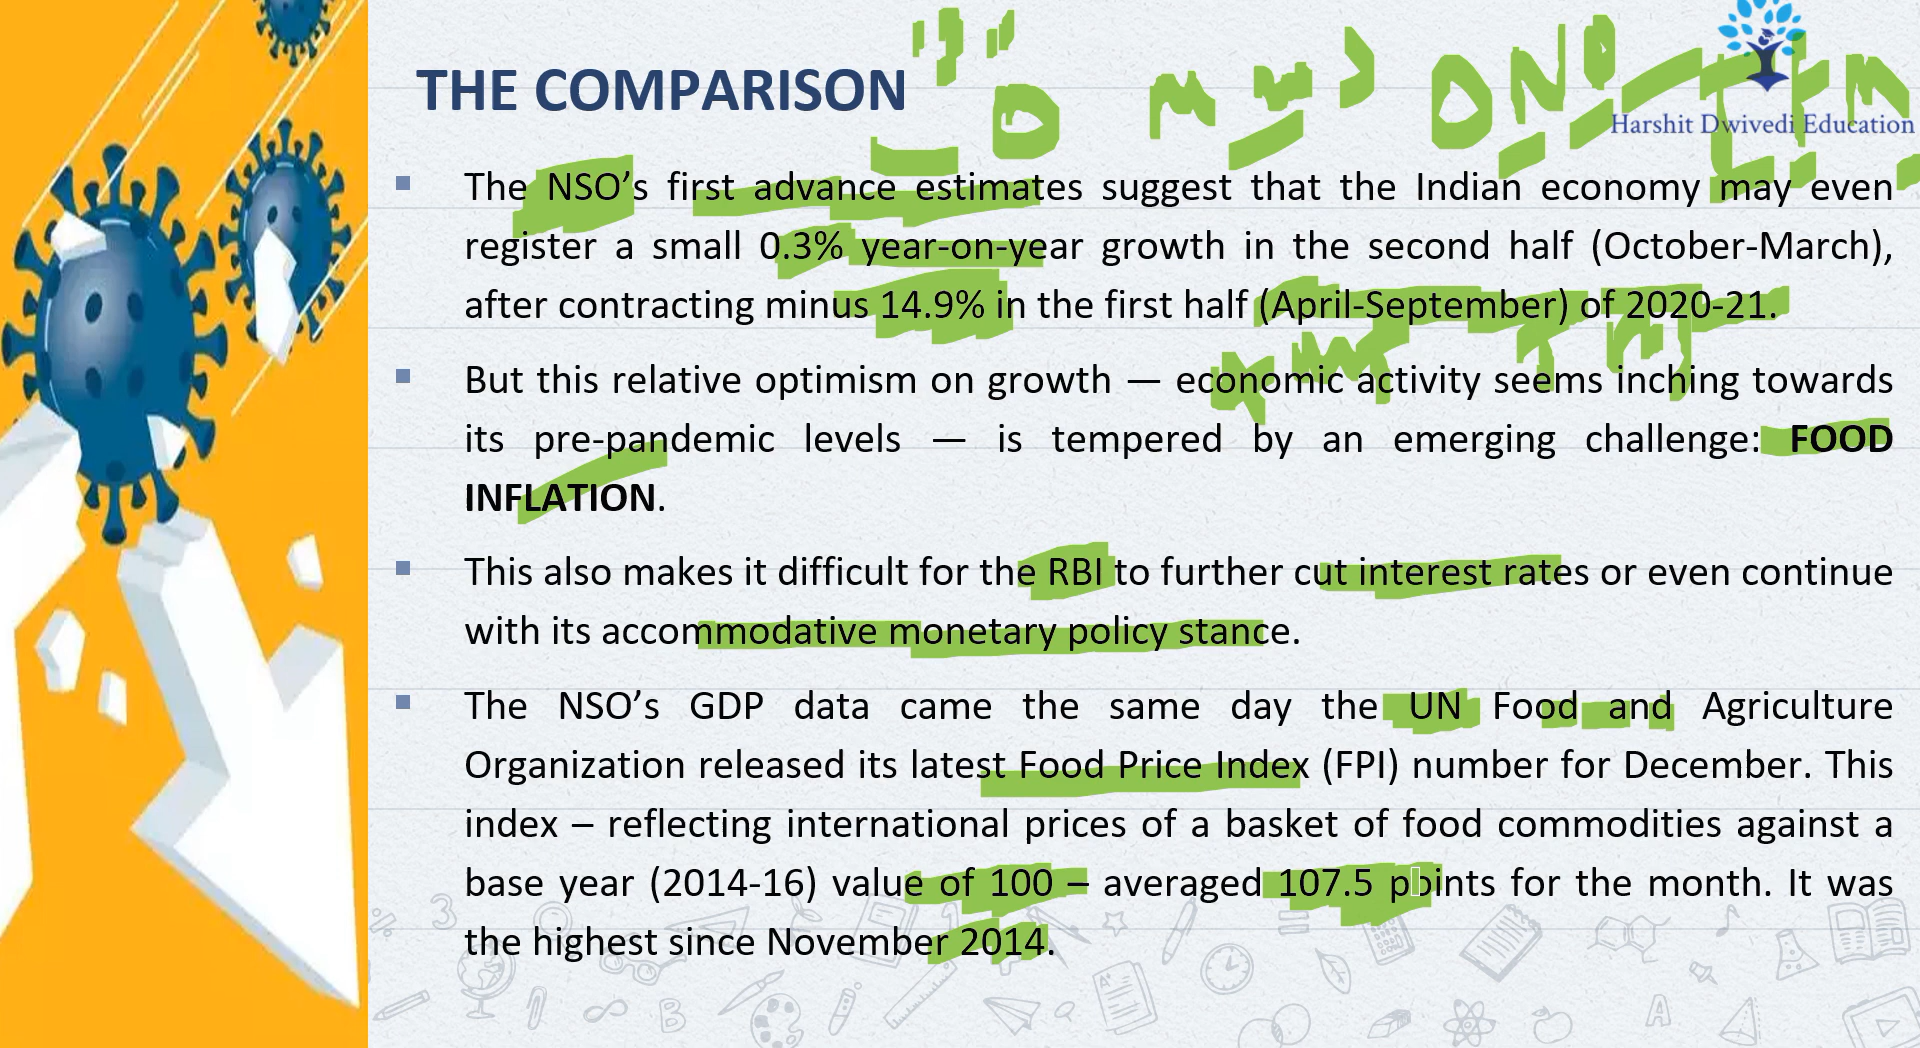 THE COMPARISON
Harshit Dwivedi Education
The NSO’s first advance estimates suggest that the Indian economy may even
register a small 0.3% year-on-year growth in the second half (October-March),
after contracting minus 14.9% in the first half (April-September) of 2020-21.
But this relative optimism on growth — economic activity seems inching towards
its pre-pandemic levels — is tempered by an emerging challenge: FOOD
INFLATION.
This also makes it difficult for the RBI to further cut interest rates or even continue
with its accommodative monetary policy stance.
The NSO’s GDP data came the same day the UN Food and Agriculture
Organization released its latest Food Price Index (FPI) number for December. This
index – reflecting international prices of a basket of food commodities against a
base year (2014-16) value of 100 – averaged 107.5 points for the month. It was
the highest since November 2014.